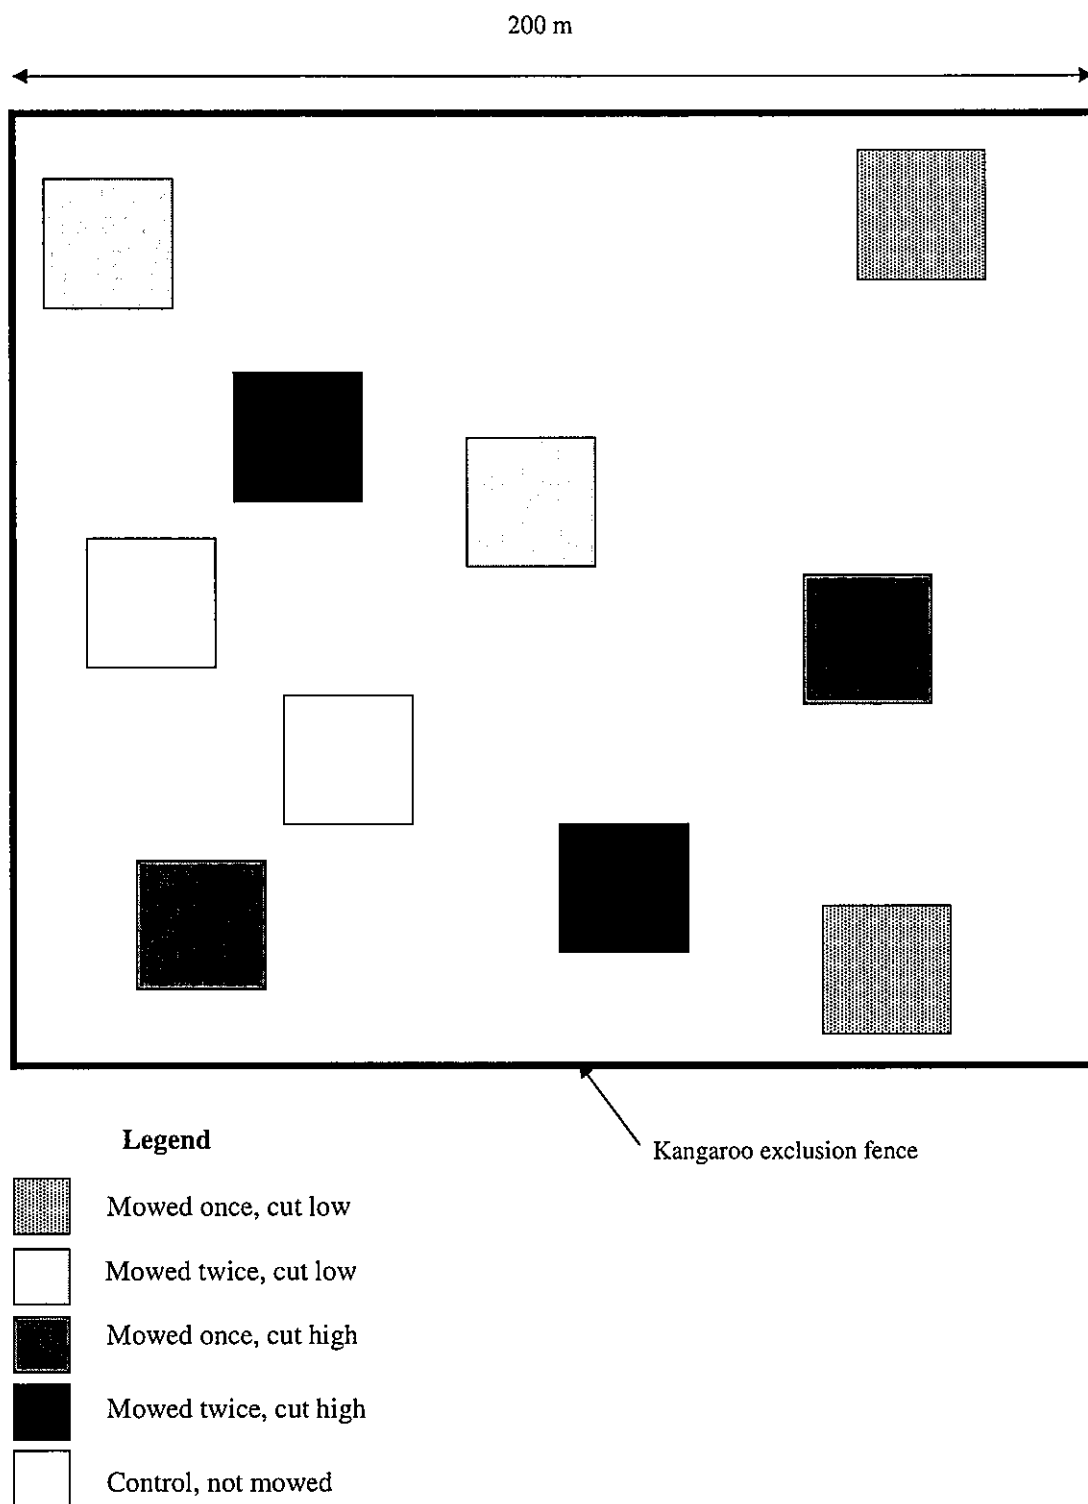 200 m
Kangaroo exclusion fence
Legend
Mowed once, cut low
Mowed twice, cut low
Mowed once, cut high
Mowed twice, cut high
Control, not mowed